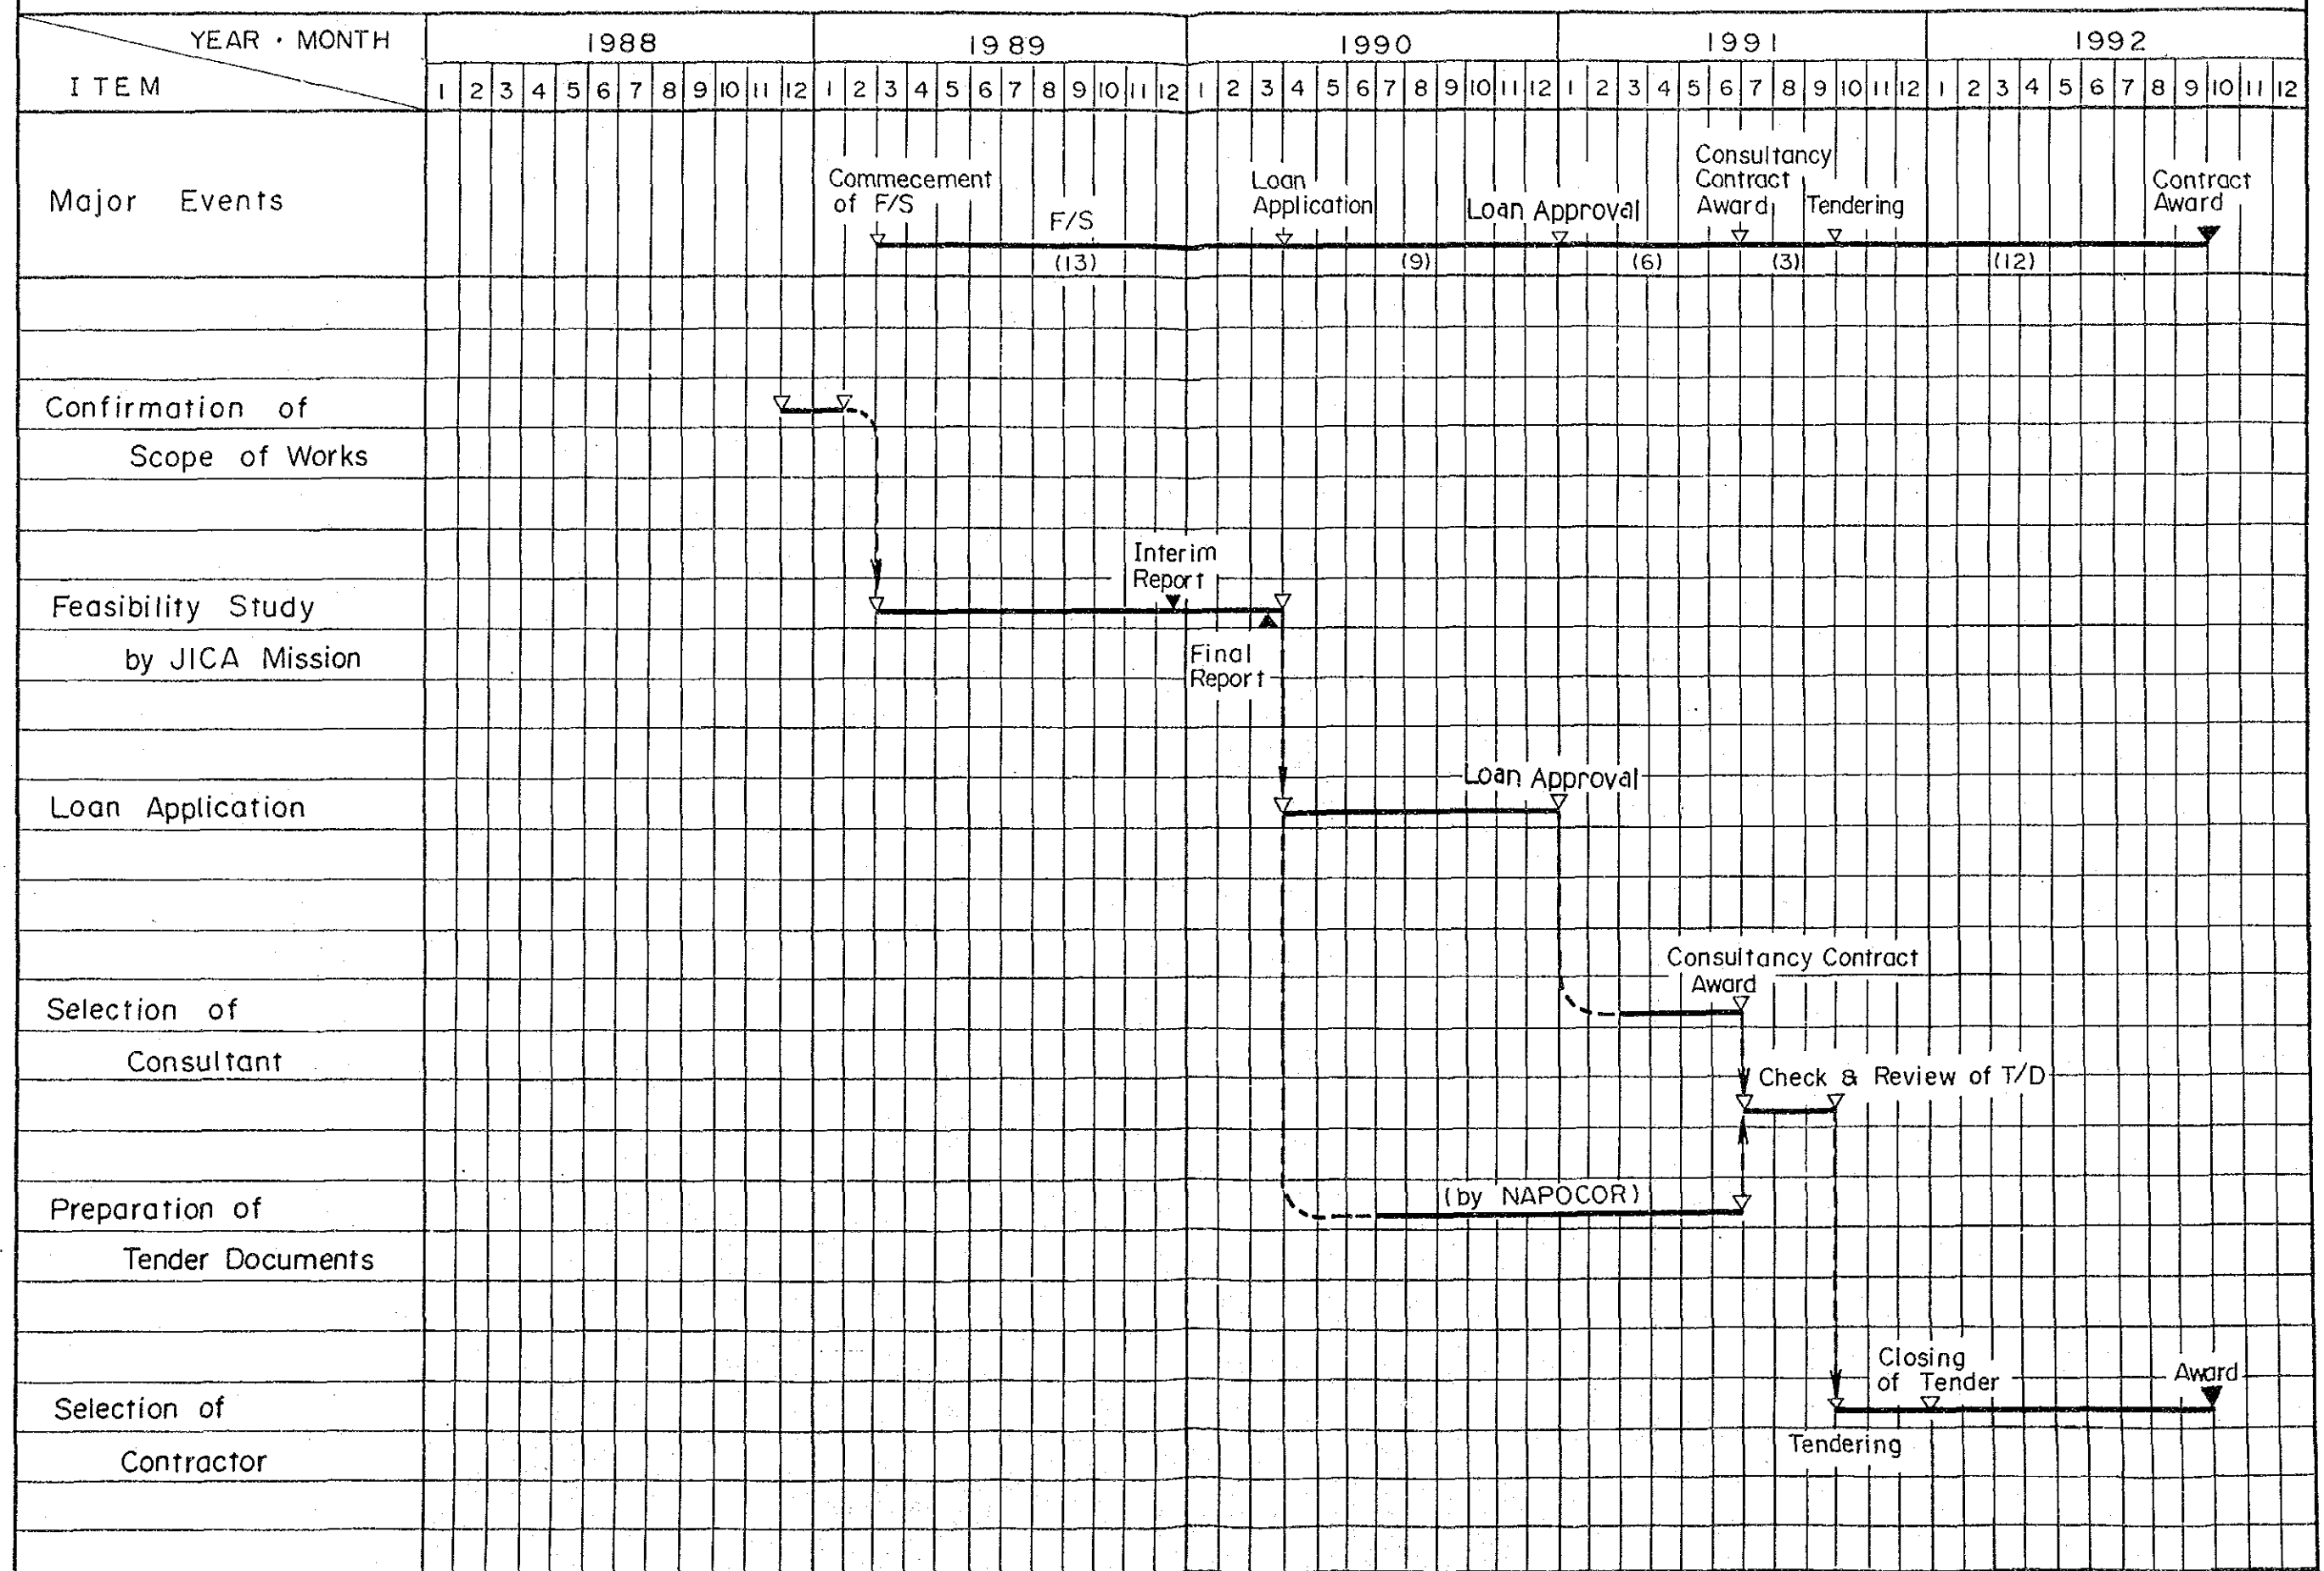 YEAR · MONTH
ITEM
1988 1989 1990 1991 1992
1 2 3 4 5 6 7 8 9 10 11 12 1 2 3 4 5 6 7 8 9 10 11 12 1 2 3 4 5 6 7 8 9 10 11 12 1 2 3 4 5 6 7 8 9 10 11 12 1 2 3 4 5 6 7 8 9 10 11 12
Major Events
Commecement
of F/S
F/S
Loan
Application
Loan Approval
Consultancy
Contract
Award
Tendering
Contract
Award
(13) (9) (6) (3) (12)
Confirmation of
Scope of Works
Interim
Report
Feasibility Study
by JICA Mission
Final
Report
Loan Approval
Loan Application
Consultancy Contract
Award
Selection of
Consultant
Check & Review of T/D
(by NAPOCOR)
Preparation of
Tender Documents
Closing
of Tender
Award
Selection of
Tendering
Contractor